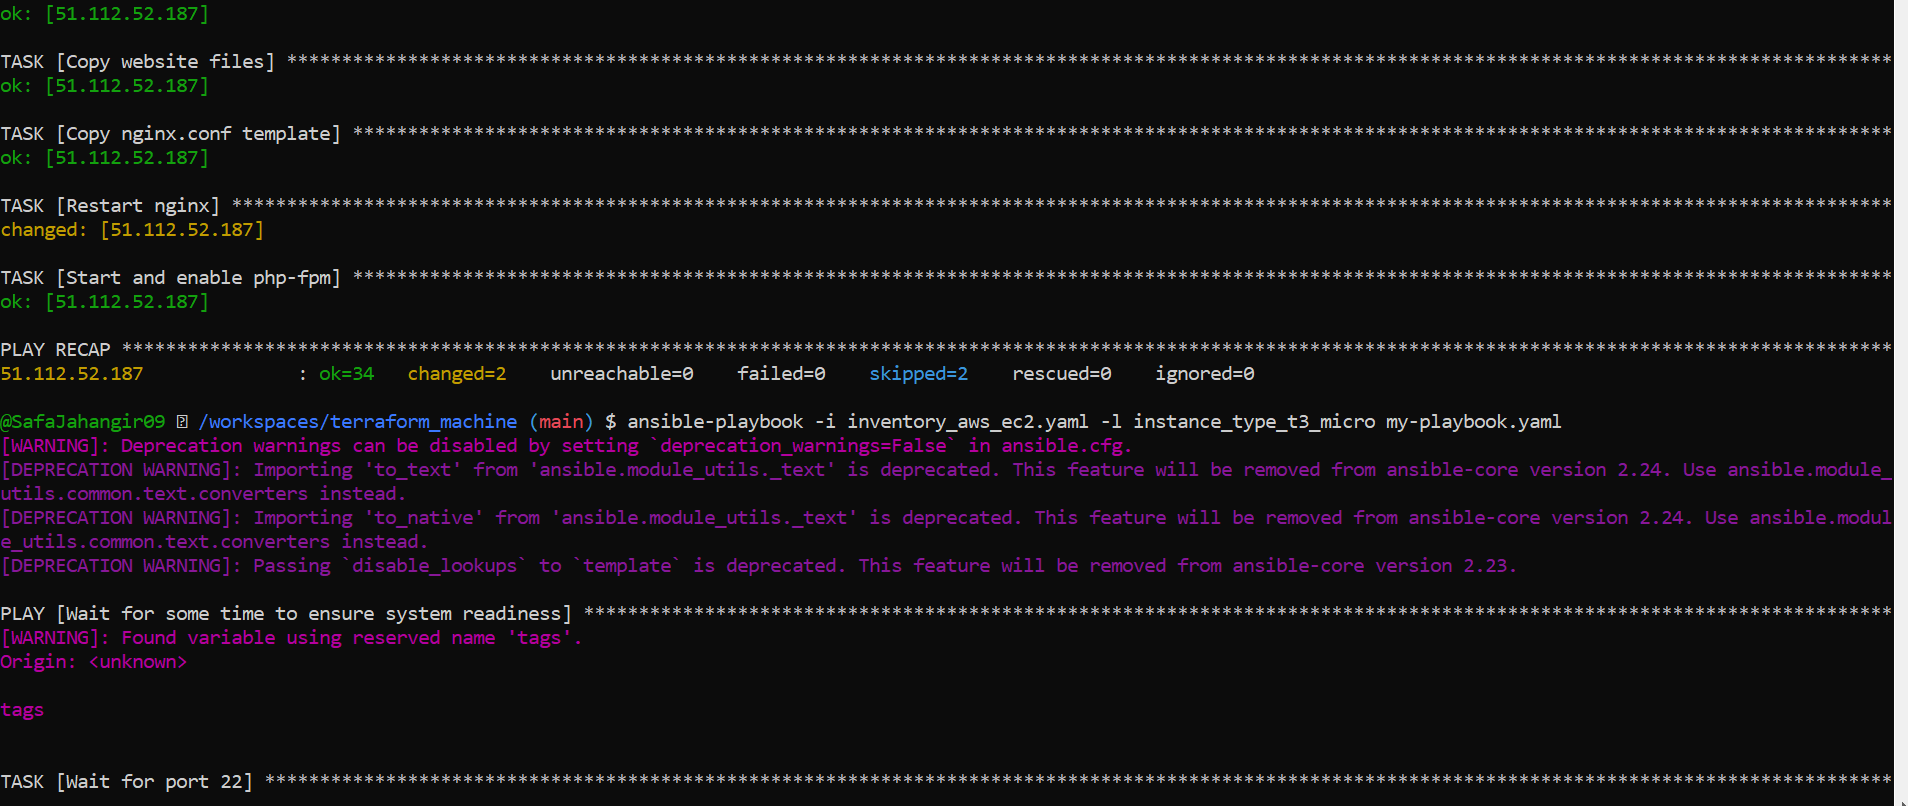 ok: [51.112.52.187]
TASK [Copy website files] **************************************************************************************************************************************************
ok: [51.112.52.187]
TASK [Copy nginx.conf template] ********************************************************************************************************************************************
ok: [51.112.52.187]
TASK [Restart nginx] *******************************************************************************************************************************************************
changed: [51.112.52.187]
TASK [Start and enable php-fpm] ********************************************************************************************************************************************
ok: [51.112.52.187]
PLAY RECAP *****************************************************************************************************************************************************************
51.112.52.187 : ok=34 changed=2 unreachable=0 failed=0 skipped=2 rescued=0 ignored=0
@SafaJahangir09 /workspaces/terraform_machine (main) $ ansible-playbook -i inventory_aws_ec2.yaml -l instance_type_t3_micro my-playbook.yaml
[WARNING]: Deprecation warnings can be disabled by setting `deprecation_warnings=False` in ansible.cfg.
[DEPRECATION WARNING]: Importing 'to_text' from 'ansible.module_utils._text' is deprecated. This feature will be removed from ansible-core version 2.24. Use ansible.module_
utils.common.text.converters instead.
[DEPRECATION WARNING]: Importing 'to_native' from 'ansible.module_utils._text' is deprecated. This feature will be removed from ansible-core version 2.24. Use ansible.modul
e_utils.common.text.converters instead.
[DEPRECATION WARNING]: Passing `disable_lookups` to `template` is deprecated. This feature will be removed from ansible-core version 2.23.
PLAY [Wait for some time to ensure system readiness] ***********************************************************************************************************************
[WARNING]: Found variable using reserved name 'tags'.
Origin: <unknown>
tags
TASK [Wait for port 22] ****************************************************************************************************************************************************